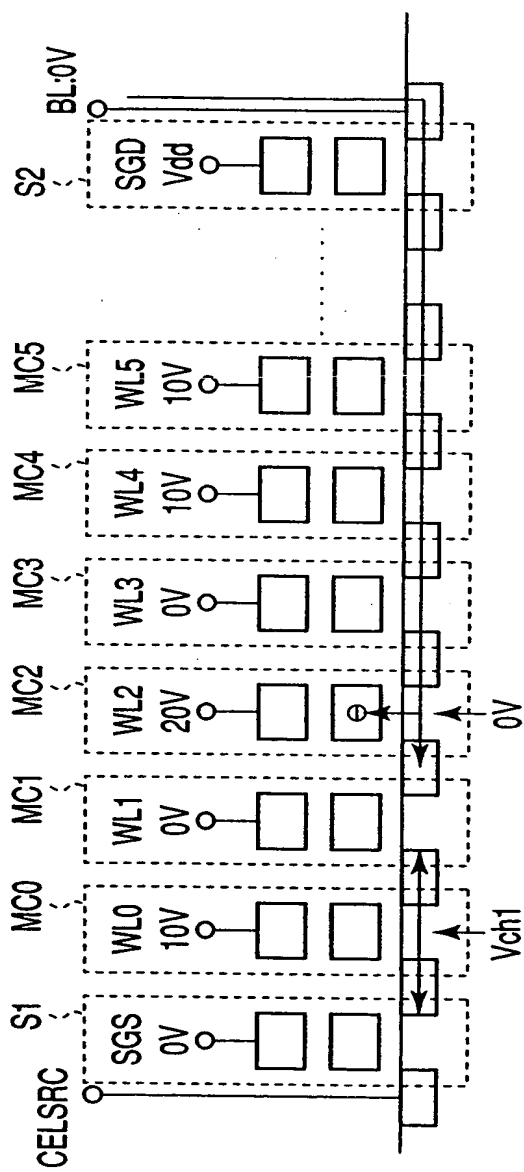 CELSRC
S1
MC0
MC1
MC2
MC3
MC4
MC5
S2
BL:0V
SGS
WL0
WL1
WL2
WL3
WL4
WL5
SGD
0V
10V
0V
20V
0V
10V
10V
Vdd
Vch1
0V